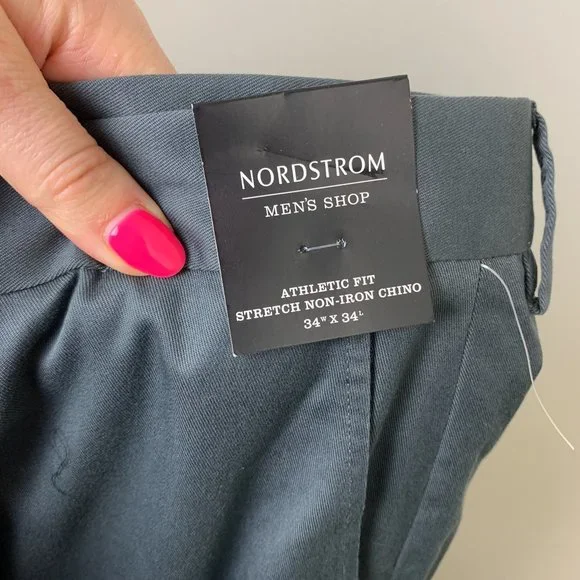 NORDSTROM
MEN'S SHOP
ATHLETIC FIT
STRETCH NON-IRON CHINO
34W X 34L